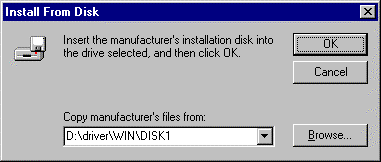 Install From Disk
Insert the manufacturer's installation disk into
the drive selected, and then click OK.
OK
Cancel
Copy manufacturer's files from:
D:\driver\WIN\DISK1
Browse...